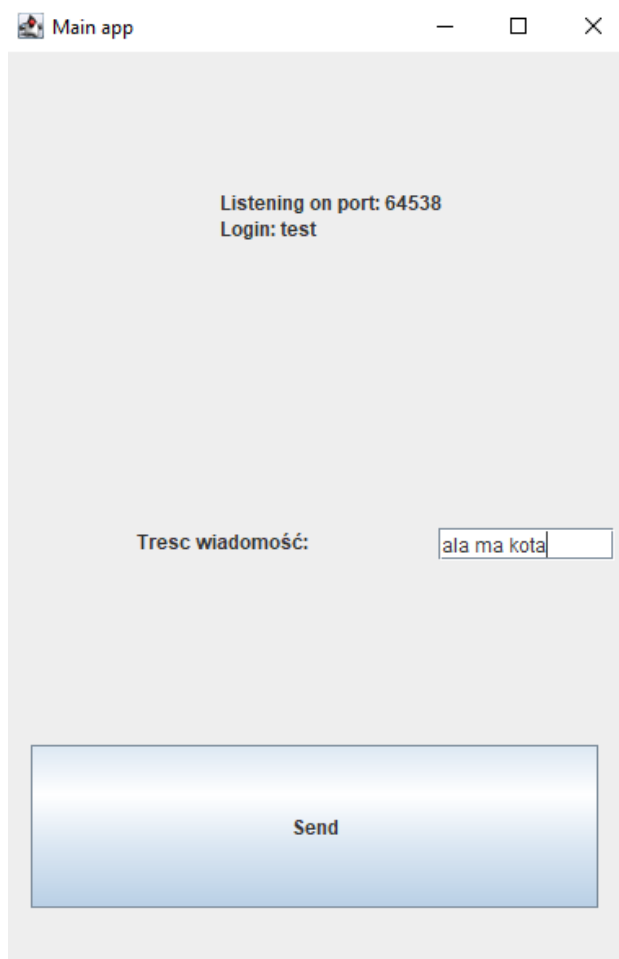 Main app
Listening on port: 64538
Login: test
Tresc wiadomość:
ala ma kota
Send